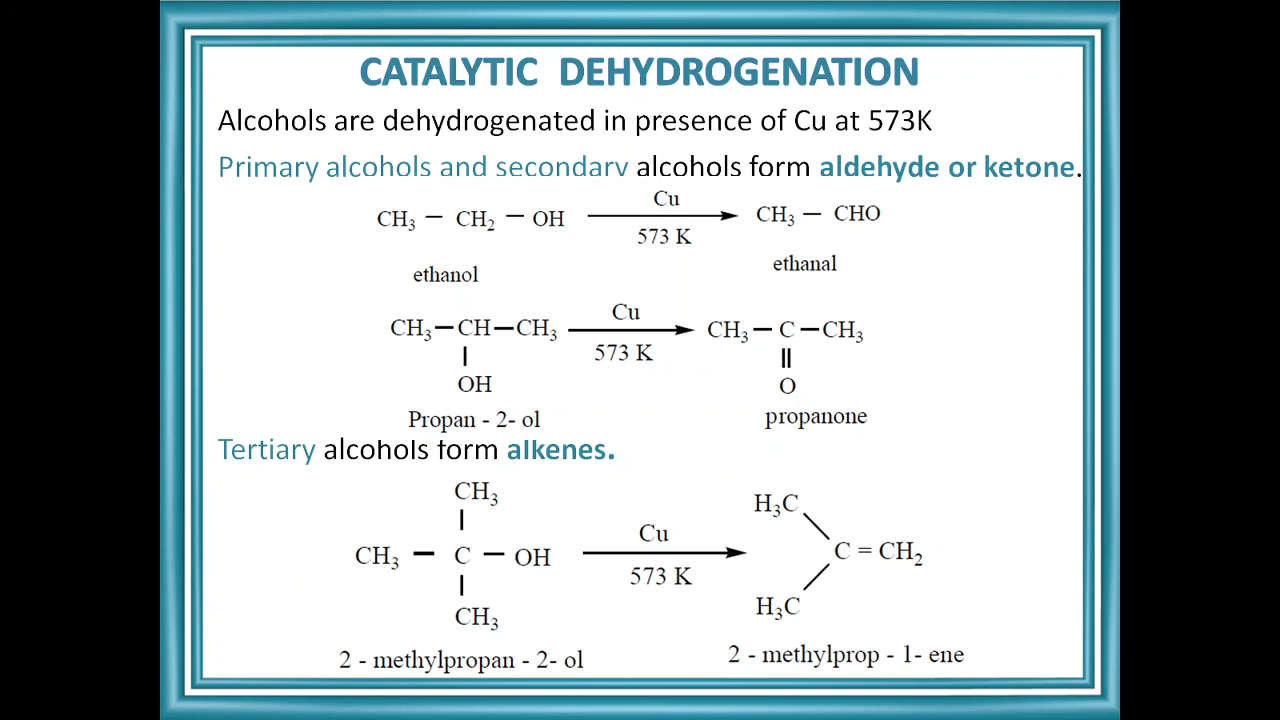 CATALYTIC DEHYDROGENATION
Alcohols are dehydrogenated in presence of Cu at 573K
Primary alcohols and secondary alcohols form aldehyde or ketone.
Cu
CH₃ — CH₂ — OH CH₃ — CHO
573 K
ethanol ethanal
Cu
CH₃—CH—CH₃ CH₃—C—CH₃
573 K
OH O
Propan - 2- ol propanone
Tertiary alcohols form alkenes.
CH₃ H₃C
Cu
CH₃ — C — OH C = CH₂
573 K
CH₃ H₃C
2 - methylpropan - 2- ol 2 - methylprop - 1- ene